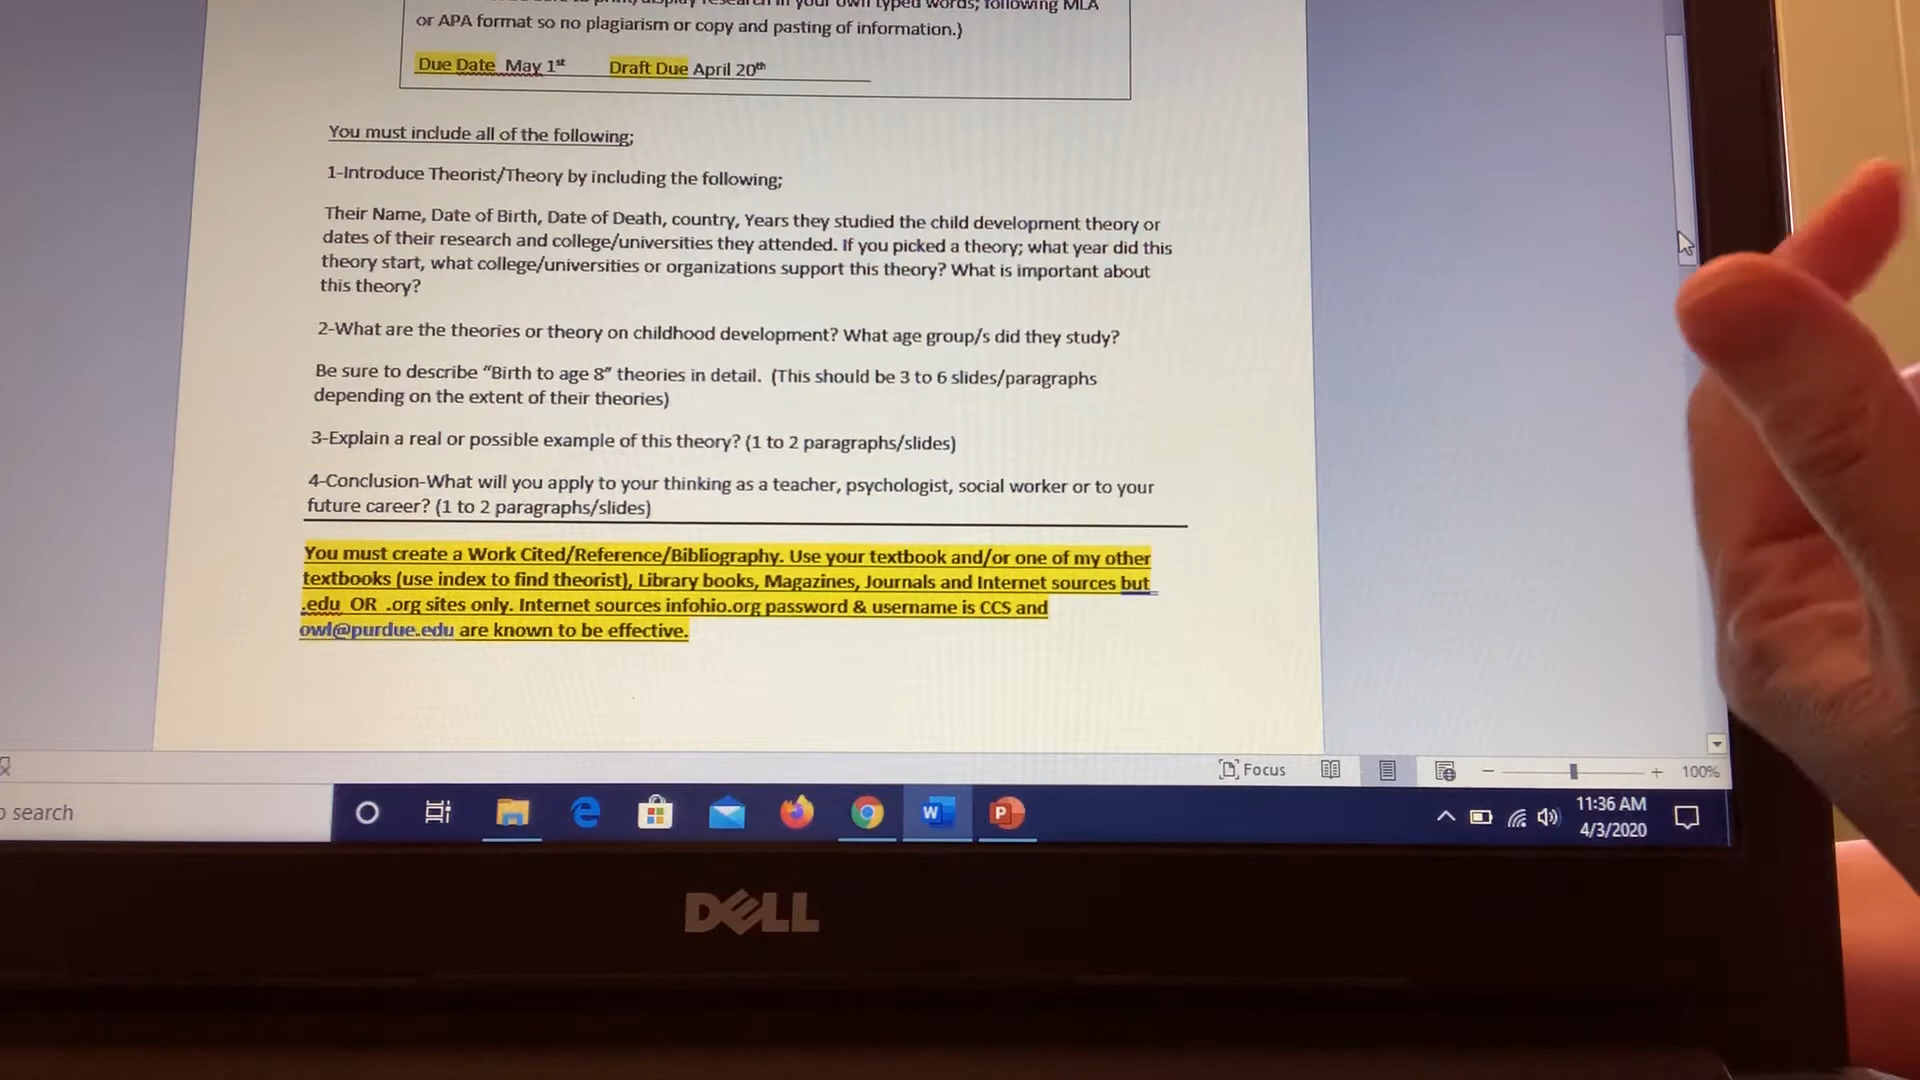 in your own typed words; following MLA
or APA format so no plagiarism or copy and pasting of information.)
Due Date May 1st Draft Due April 20th
You must include all of the following;
1-Introduce Theorist/Theory by including the following;
Their Name, Date of Birth, Date of Death, country, Years they studied the child development theory or
dates of their research and college/universities they attended. If you picked a theory; what year did this
theory start, what college/universities or organizations support this theory? What is important about
this theory?
2-What are the theories or theory on childhood development? What age group/s did they study?
Be sure to describe “Birth to age 8” theories in detail. (This should be 3 to 6 slides/paragraphs
depending on the extent of their theories)
3-Explain a real or possible example of this theory? (1 to 2 paragraphs/slides)
4-Conclusion-What will you apply to your thinking as a teacher, psychologist, social worker or to your
future career? (1 to 2 paragraphs/slides)
You must create a Work Cited/Reference/Bibliography. Use your textbook and/or one of my other
textbooks (use index to find theorist), Library books, Magazines, Journals and Internet sources but
.edu OR .org sites only. Internet sources infohio.org password & username is CCS and
owl@purdue.edu are known to be effective.
Focus
100%
search
W
P
11:36 AM
4/3/2020
DELL